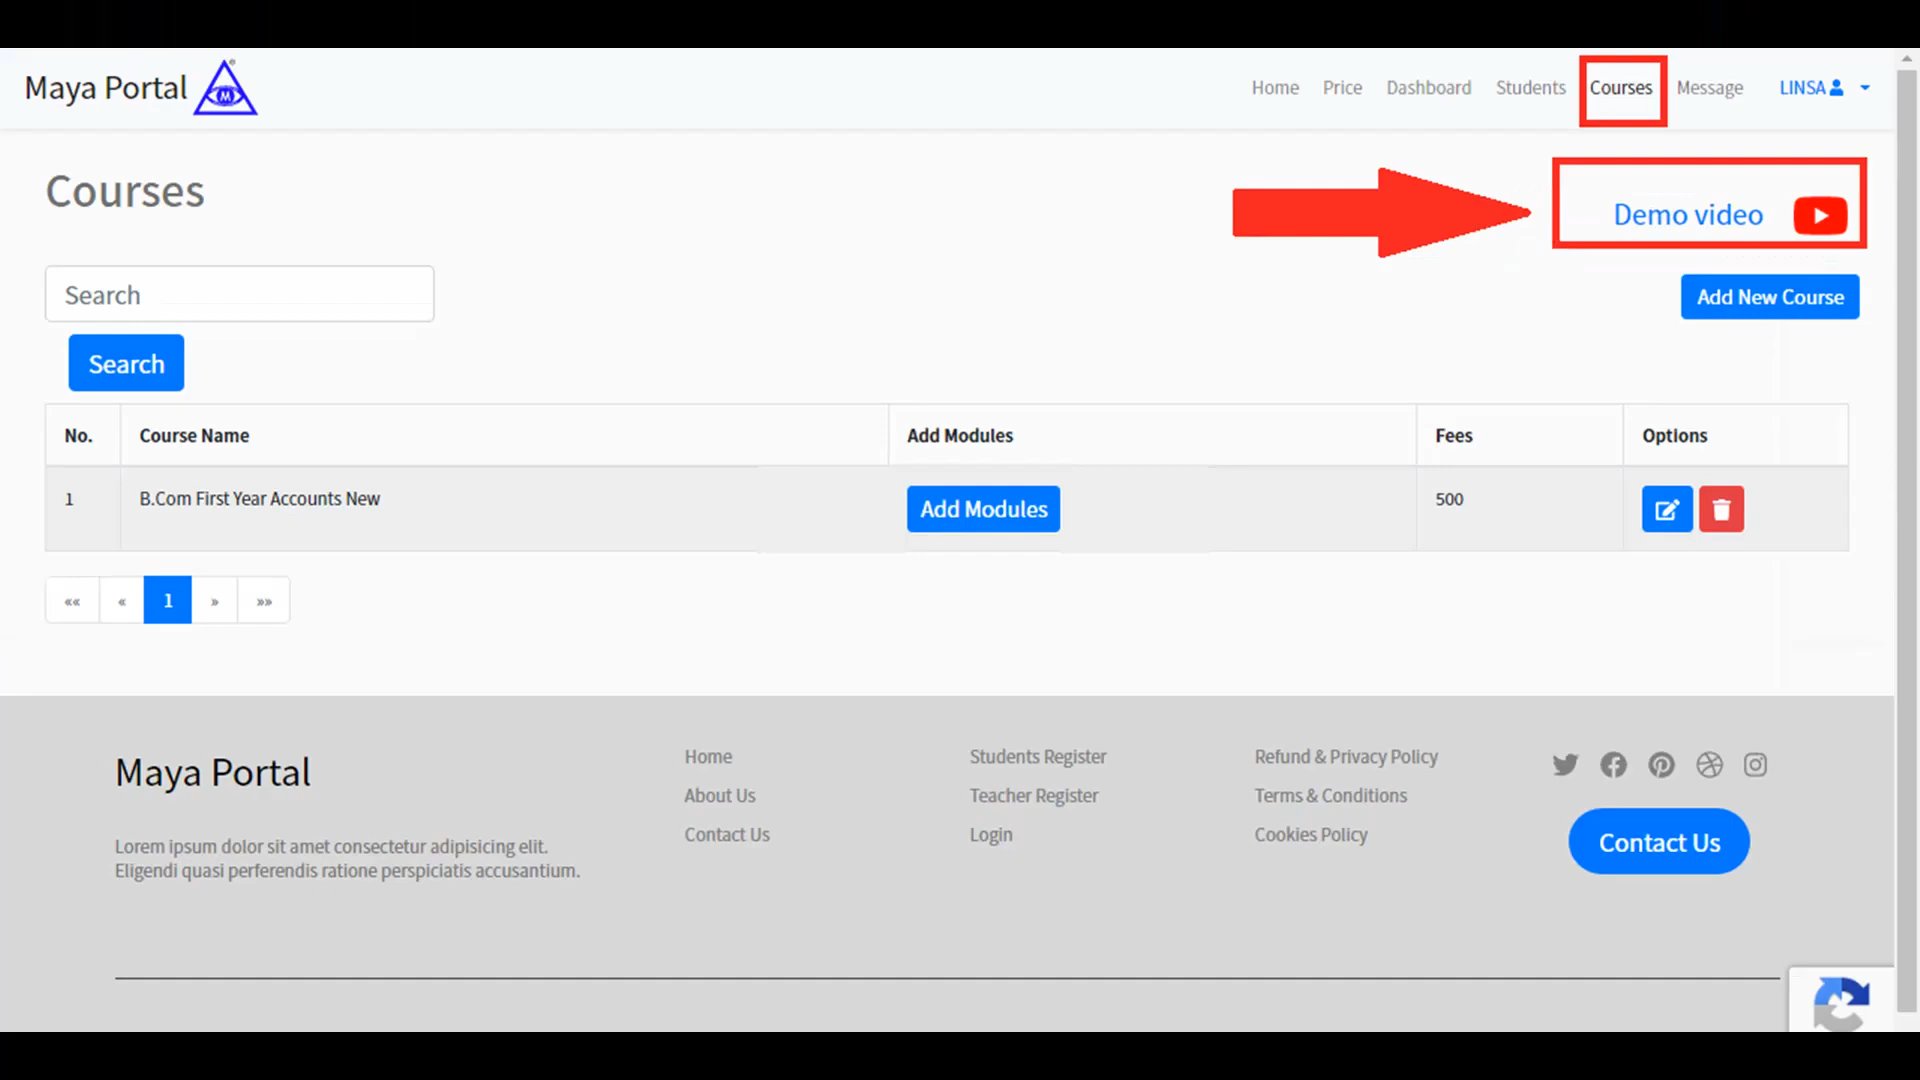 Maya Portal
M
Home Price Dashboard Students Courses Message LINSA
Courses
Demo video
Search
Add New Course
Search
No. Course Name Add Modules Fees Options
1 B.Com First Year Accounts New Add Modules 500
«« « 1 » »»
Maya Portal
Lorem ipsum dolor sit amet consectetur adipisicing elit.
Eligendi quasi perferendis ratione perspiciatis accusantium.
Home
About Us
Contact Us
Students Register
Teacher Register
Login
Refund & Privacy Policy
Terms & Conditions
Cookies Policy
Contact Us